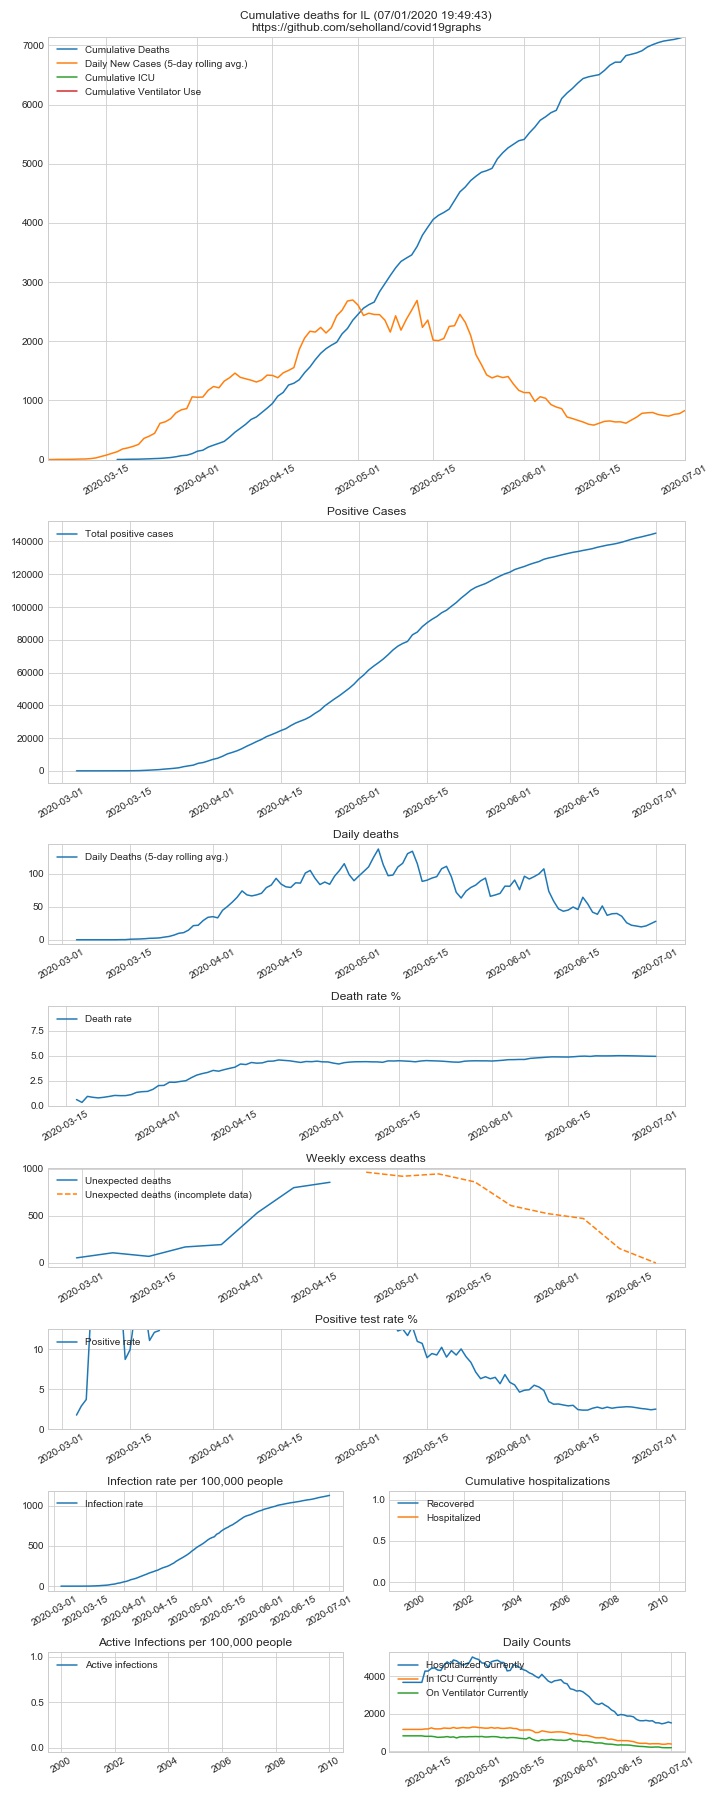 Cumulative deaths for IL (07/01/2020 19:49:43)
https://github.com/seholland/covid19graphs
Cumulative Deaths
Daily New Cases (5-day rolling avg.)
Cumulative ICU
Cumulative Ventilator Use
7000
6000
5000
4000
3000
2000
1000
0
2020-03-15 2020-04-01 2020-04-15 2020-05-01 2020-05-15 2020-06-01 2020-06-15 2020-07-01
Positive Cases
Total positive cases
140000
120000
100000
80000
60000
40000
20000
0
2020-03-01 2020-03-15 2020-04-01 2020-04-15 2020-05-01 2020-05-15 2020-06-01 2020-06-15 2020-07-01
Daily deaths
Daily Deaths (5-day rolling avg.)
100
50
0
2020-03-01 2020-03-15 2020-04-01 2020-04-15 2020-05-01 2020-05-15 2020-06-01 2020-06-15 2020-07-01
Death rate %
Death rate
7.5
5.0
2.5
0.0
2020-03-15 2020-04-01 2020-04-15 2020-05-01 2020-05-15 2020-06-01 2020-06-15 2020-07-01
Weekly excess deaths
Unexpected deaths
Unexpected deaths (incomplete data)
1000
500
0
2020-03-01 2020-03-15 2020-04-01 2020-04-15 2020-05-01 2020-05-15 2020-06-01 2020-06-15
Positive test rate %
Positive rate
10
5
0
2020-03-01 2020-03-15 2020-04-01 2020-04-15 2020-05-01 2020-05-15 2020-06-01 2020-06-15 2020-07-01
Infection rate per 100,000 people
Infection rate
1000
500
0
2020-03-01 2020-03-15 2020-04-01 2020-04-15 2020-05-01 2020-05-15 2020-06-01 2020-06-15 2020-07-01
Cumulative hospitalizations
Recovered
Hospitalized
1.0
0.5
0.0
2000 2002 2004 2006 2008 2010
Active Infections per 100,000 people
Active infections
1.0
0.5
0.0
2000 2002 2004 2006 2008 2010
Daily Counts
Hospitalized Currently
In ICU Currently
On Ventilator Currently
4000
2000
0
2020-04-15 2020-05-01 2020-05-15 2020-06-01 2020-06-15 2020-07-01